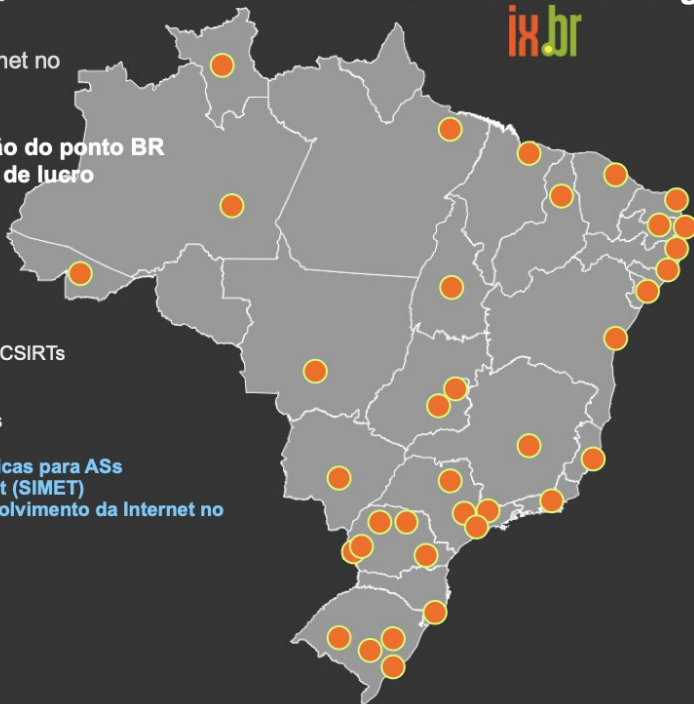 ix.br
net no
ão do ponto BR
de lucro
CSIRTs
s
icas para ASs
t (SIMET)
olvimento da Internet no